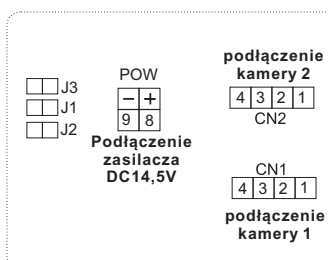 J3
J1
J2
POW
− +
9 8
Podłączenie
zasilacza
DC14,5V
podłączenie
kamery 2
4 3 2 1
CN2
CN1
4 3 2 1
podłączenie
kamery 1